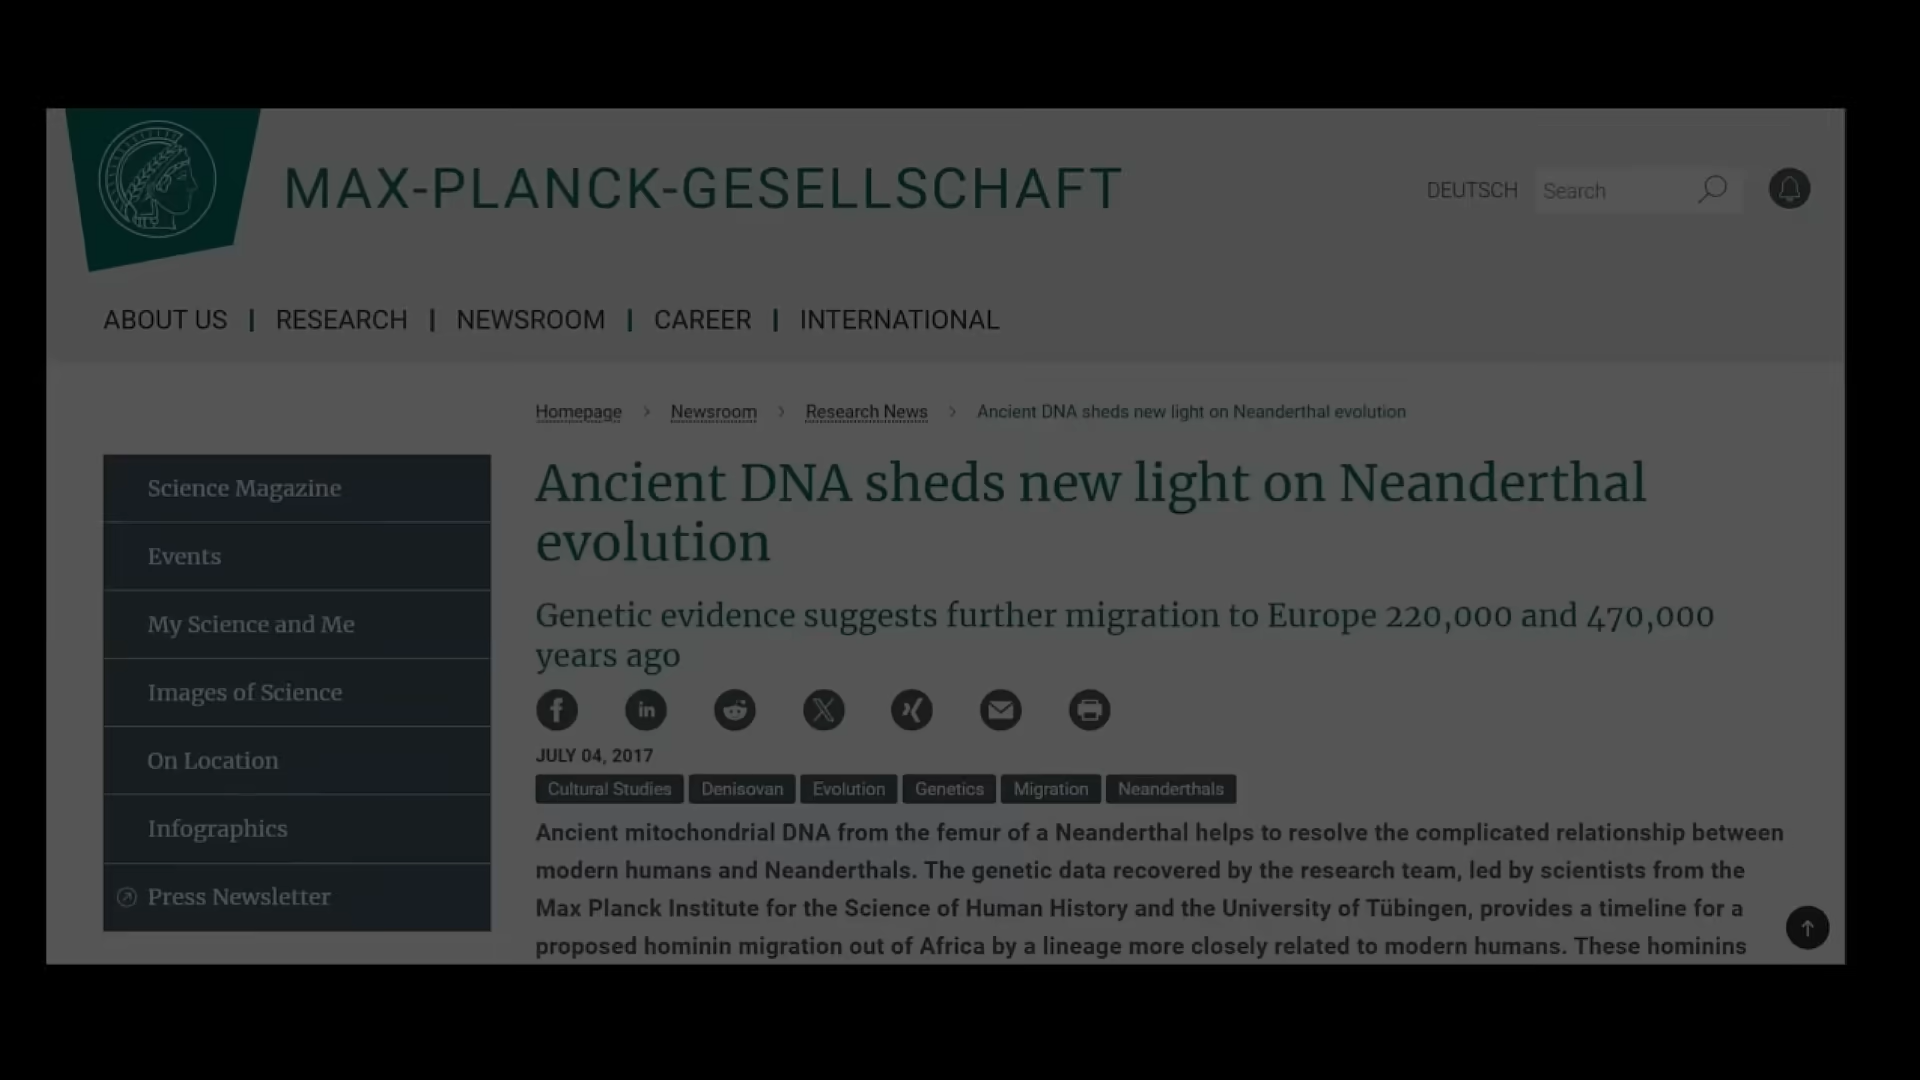 MAX-PLANCK-GESELLSCHAFT
DEUTSCH
Search
ABOUT US | RESEARCH | NEWSROOM | CAREER | INTERNATIONAL
Homepage > Newsroom > Research News > Ancient DNA sheds new light on Neanderthal evolution
Science Magazine
Events
My Science and Me
Images of Science
On Location
Infographics
Press Newsletter
Ancient DNA sheds new light on Neanderthal
evolution
Genetic evidence suggests further migration to Europe 220,000 and 470,000
years ago
JULY 04, 2017
Cultural Studies Denisovan Evolution Genetics Migration Neanderthals
Ancient mitochondrial DNA from the femur of a Neanderthal helps to resolve the complicated relationship between
modern humans and Neanderthals. The genetic data recovered by the research team, led by scientists from the
Max Planck Institute for the Science of Human History and the University of Tübingen, provides a timeline for a
proposed hominin migration out of Africa by a lineage more closely related to modern humans. These hominins